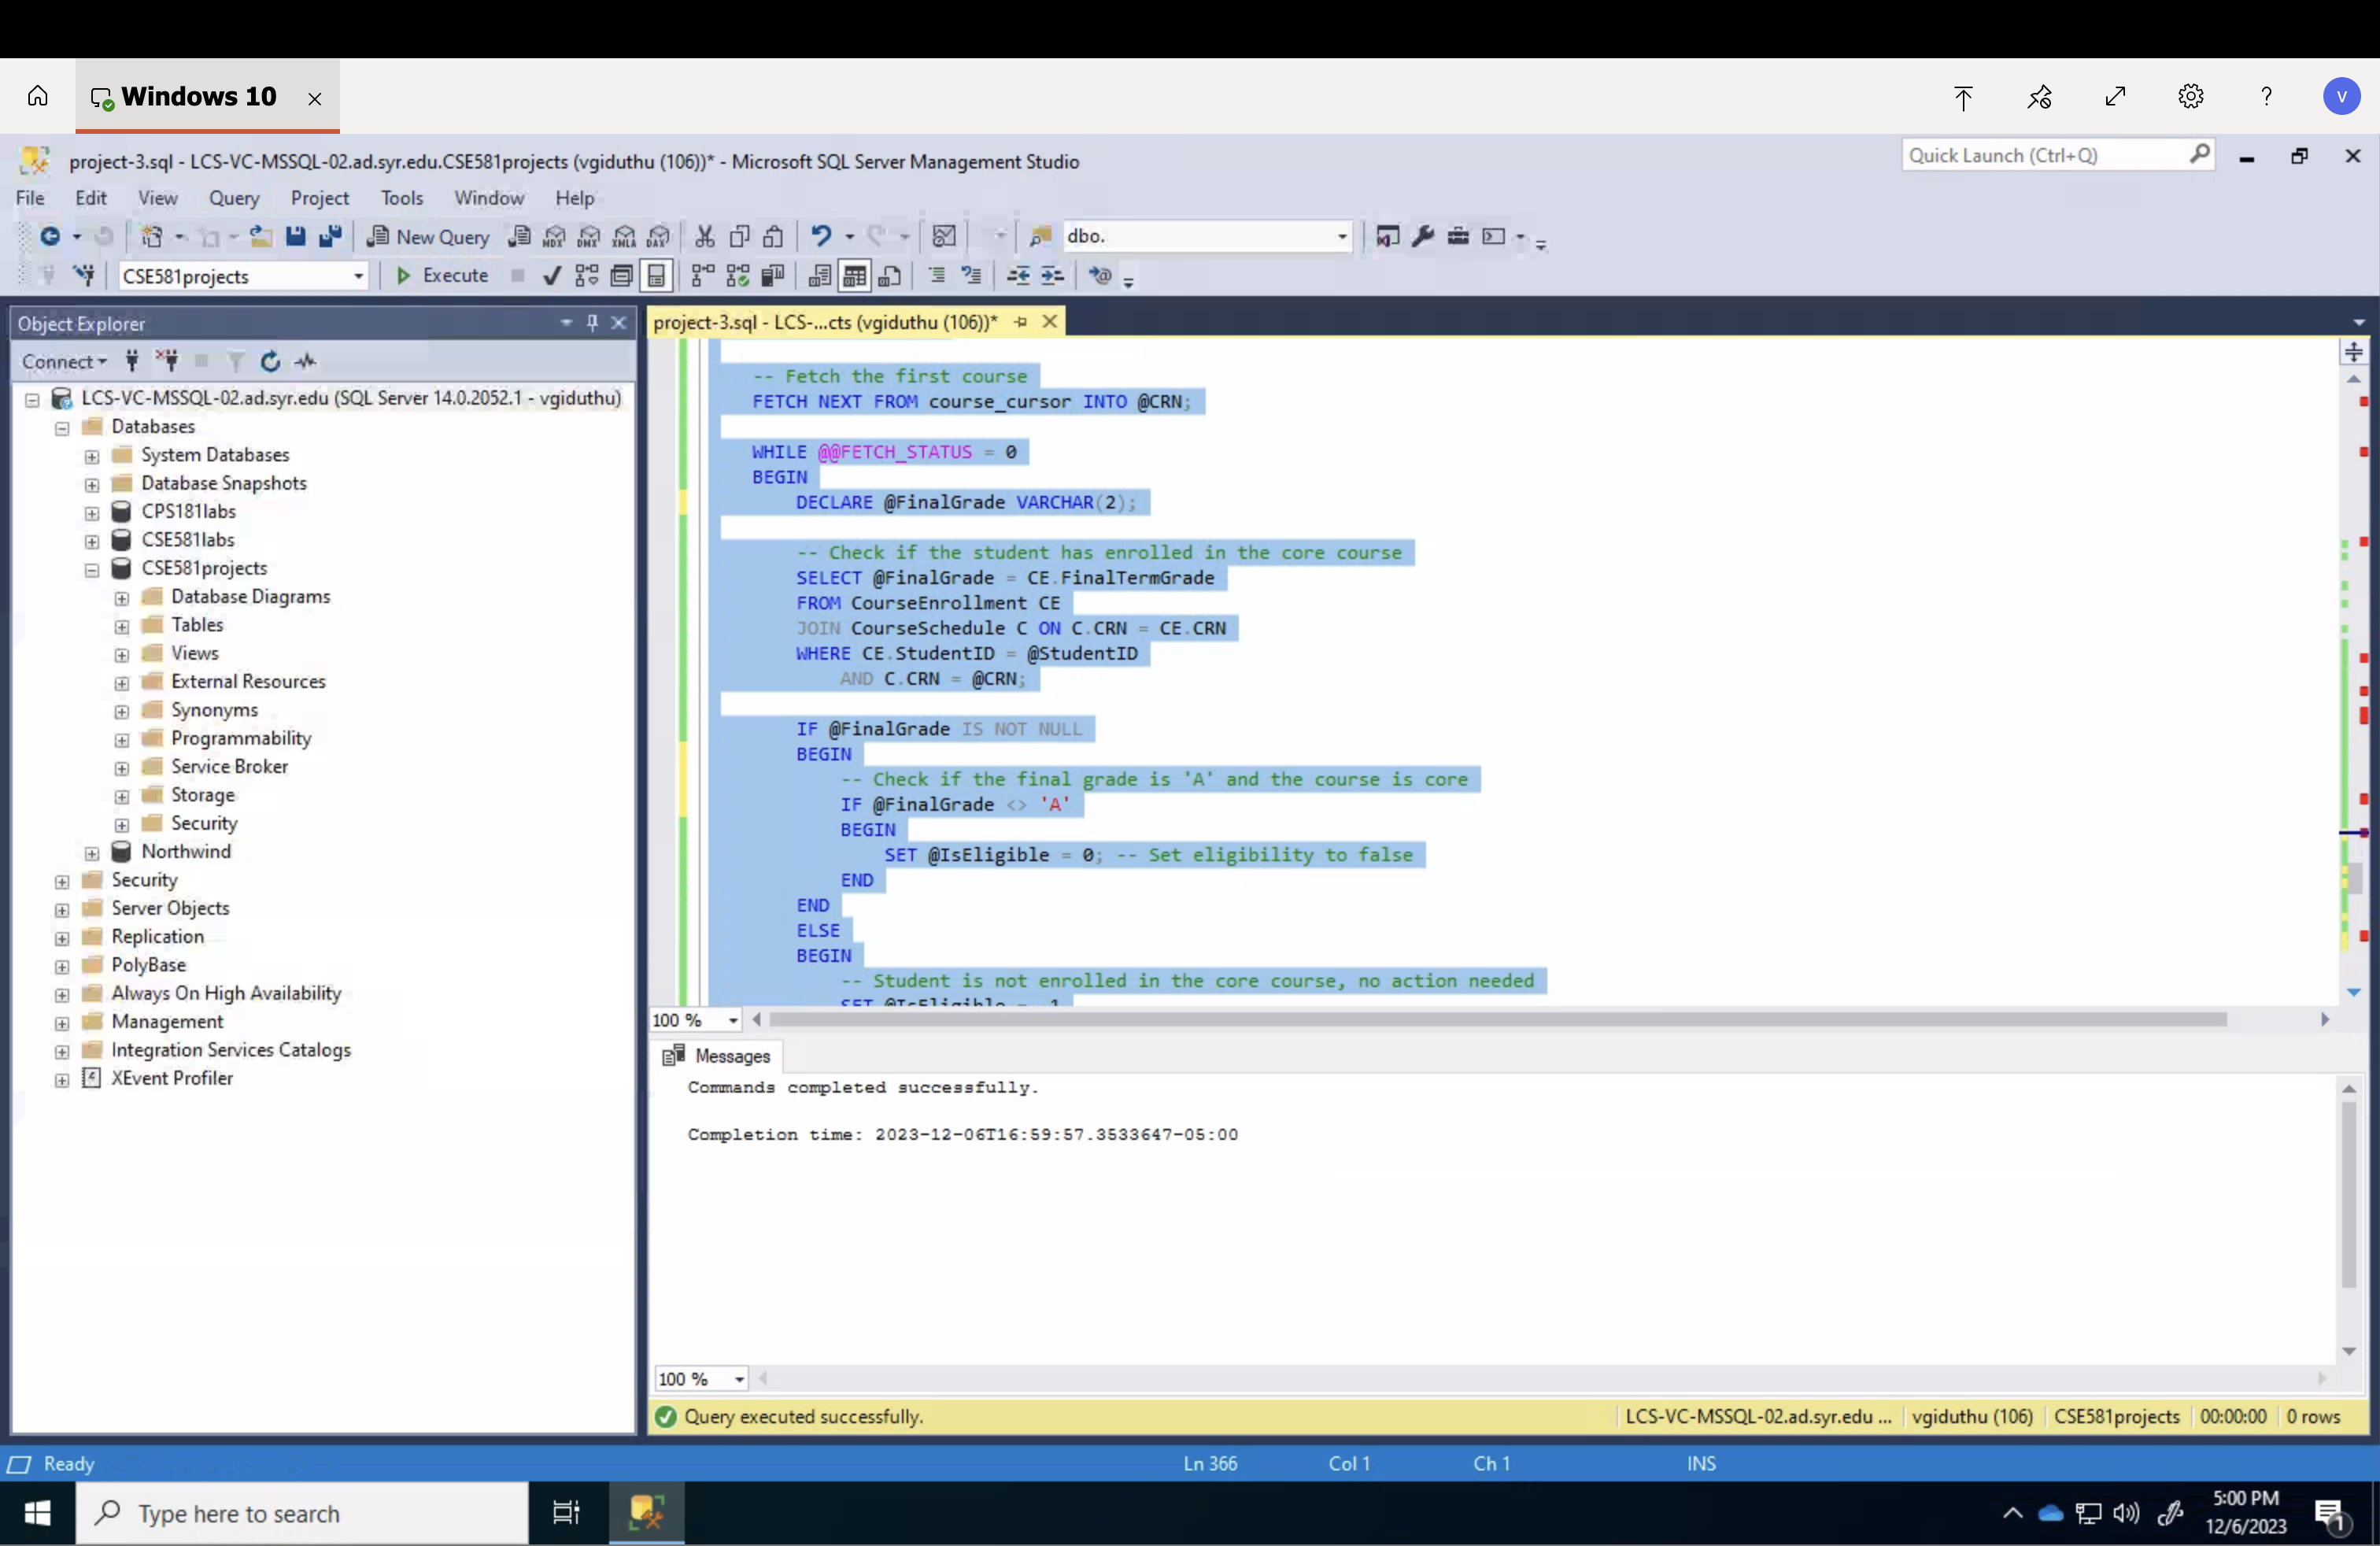 Windows 10
V
project-3.sql - LCS-VC-MSSQL-02.ad.syr.edu.CSE581projects (vgiduthu (106))* - Microsoft SQL Server Management Studio
Quick Launch (Ctrl+Q)
File Edit View Query Project Tools Window Help
New Query MDX DMX XMLA DAX dbo.
CSE581projects Execute
Object Explorer
project-3.sql - LCS-...cts (vgiduthu (106))*
Connect
LCS-VC-MSSQL-02.ad.syr.edu (SQL Server 14.0.2052.1 - vgiduthu)
Databases
System Databases
Database Snapshots
CPS181labs
CSE581labs
CSE581projects
Database Diagrams
Tables
Views
External Resources
Synonyms
Programmability
Service Broker
Storage
Security
Northwind
Security
Server Objects
Replication
PolyBase
Always On High Availability
Management
Integration Services Catalogs
XEvent Profiler
-- Fetch the first course
FETCH NEXT FROM course_cursor INTO @CRN;
WHILE @@FETCH_STATUS = 0
BEGIN
DECLARE @FinalGrade VARCHAR(2);
-- Check if the student has enrolled in the core course
SELECT @FinalGrade = CE.FinalTermGrade
FROM CourseEnrollment CE
JOIN CourseSchedule C ON C.CRN = CE.CRN
WHERE CE.StudentID = @StudentID
AND C.CRN = @CRN;
IF @FinalGrade IS NOT NULL
BEGIN
-- Check if the final grade is 'A' and the course is core
IF @FinalGrade <> 'A'
BEGIN
SET @IsEligible = 0; -- Set eligibility to false
END
END
ELSE
BEGIN
-- Student is not enrolled in the core course, no action needed
SET @IsEligible = 1
100 %
Messages
Commands completed successfully.
Completion time: 2023-12-06T16:59:57.3533647-05:00
100 %
Query executed successfully. LCS-VC-MSSQL-02.ad.syr.edu ... vgiduthu (106) CSE581projects 00:00:00 0 rows
Ready Ln 366 Col 1 Ch 1 INS
Type here to search
5:00 PM
12/6/2023
1